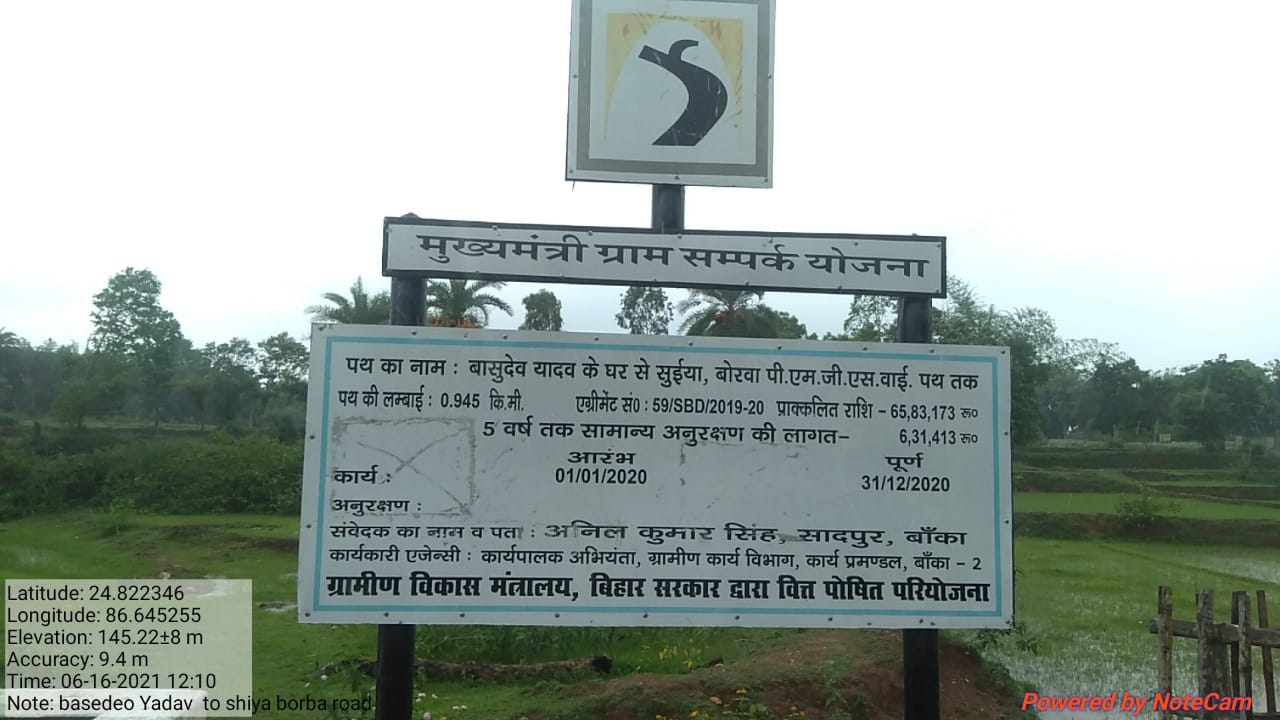 मुख्यमंत्री ग्राम सम्पर्क योजना
पथ का नाम : बासुदेव यादव के घर से सुईया, बोरवा पी.एम.जी.एस.वाई. पथ तक
पथ की लम्बाई : 0.945 कि.मी. एग्रीमेंट सं0 : 59/SBD/2019-20 प्राक्कलित राशि – 65,83,173 रू०
5 वर्ष तक सामान्य अनुरक्षण की लागत– 6,31,413 रू०
आरंभ पूर्ण
कार्य : 01/01/2020 31/12/2020
अनुरक्षण :
संवेदक का नाम व पता : अनिल कुमार सिंह, सादपुर, बाँका
कार्यकारी एजेन्सी : कार्यपालक अभियंता, ग्रामीण कार्य विभाग, कार्य प्रमण्डल, बाँका – 2
ग्रामीण विकास मंत्रालय, बिहार सरकार द्वारा वित्त पोषित परियोजना
Latitude: 24.822346
Longitude: 86.645255
Elevation: 145.22±8 m
Accuracy: 9.4 m
Time: 06-16-2021 12:10
Note: basedeo Yadav to shiya borba road
Powered by NoteCam